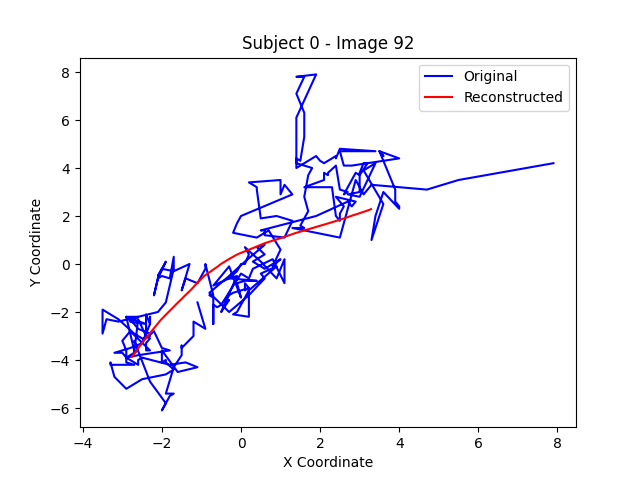 Subject 0 - Image 92
Original
Reconstructed
8
6
4
2
0
−2
−4
−6
Y Coordinate
−4 −2 0 2 4 6 8
X Coordinate